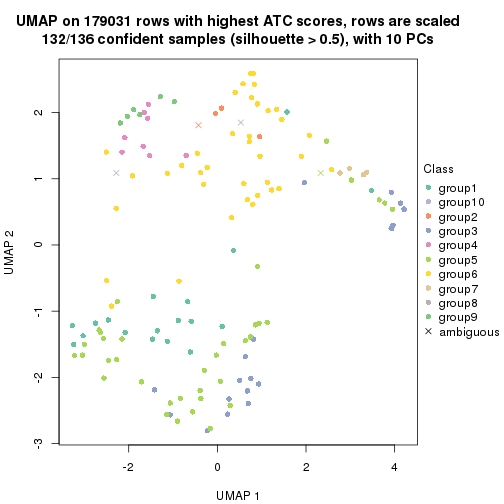 UMAP on 179031 rows with highest ATC scores, rows are scaled
132/136 confident samples (silhouette > 0.5), with 10 PCs
UMAP 2
2
1
0
-1
-2
-3
-2
0
2
4
UMAP 1
Class
group1
group10
group2
group3
group4
group5
group6
group7
group8
group9
ambiguous